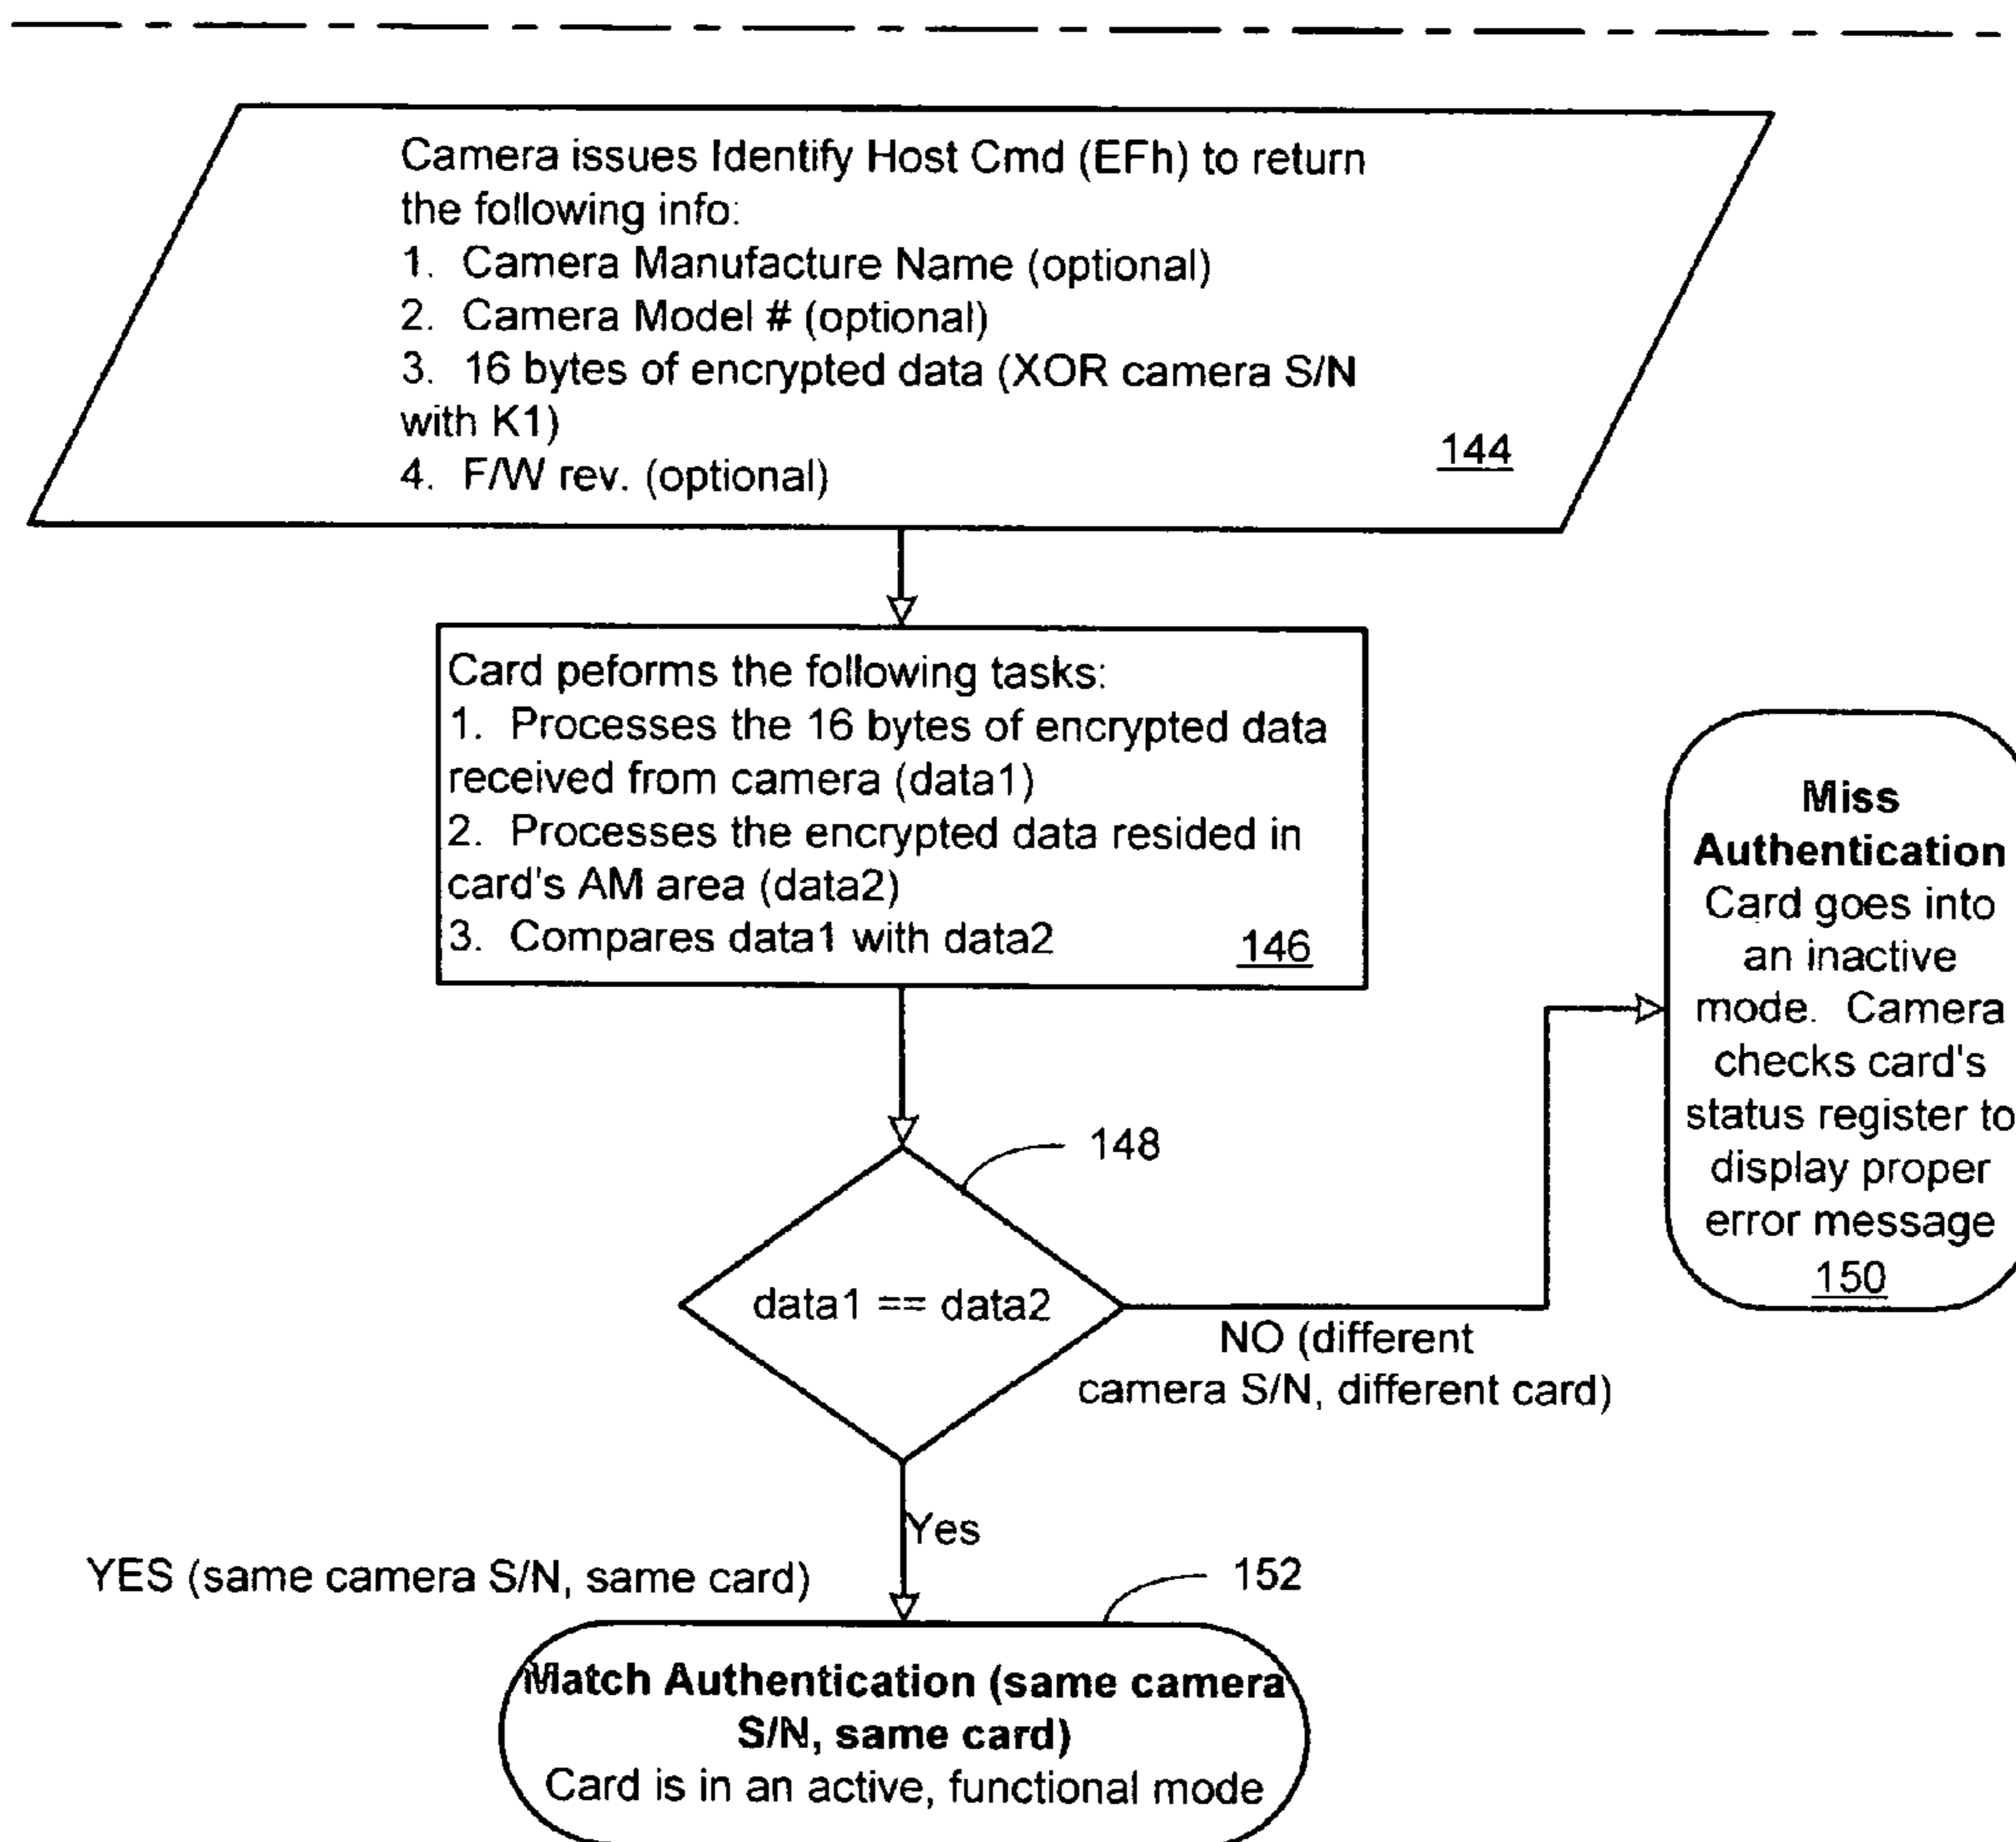 Camera issues Identify Host Cmd (EFh) to return
the following info:
1. Camera Manufacture Name (optional)
2. Camera Model # (optional)
3. 16 bytes of encrypted data (XOR camera S/N
with K1)
144
4. F/W rev. (optional)
Card peforms the following tasks:
1. Processes the 16 bytes of encrypted data
received from camera (data1)
2. Processes the encrypted data resided in
card's AM area (data2)
3. Compares data1 with data2
146
Miss
Authentication
Card goes into
an inactive
mode. Camera
checks card's
status register to
display proper
error message
150
148
data1 == data2
NO (different
camera S/N, different card)
Yes
YES (same camera S/N, same card)
152
Match Authentication (same camera
S/N, same card)
Card is in an active, functional mode